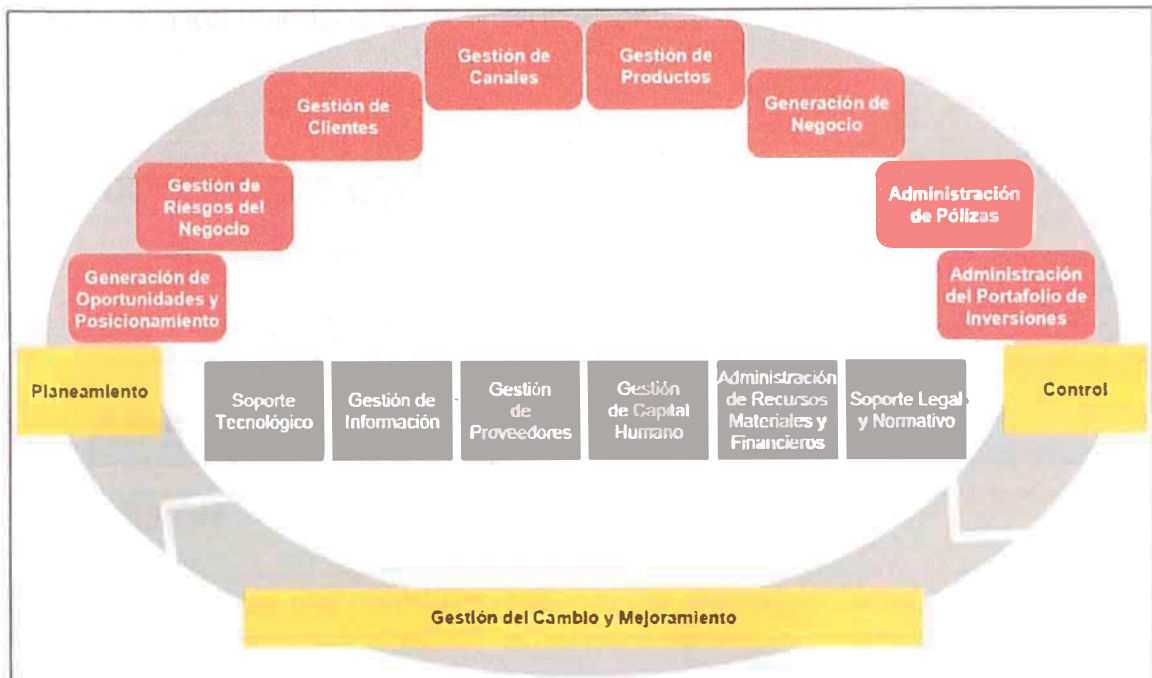 Gestión de
Canales
Gestión de
Productos
Gestión de
Clientes
Generación de
Negocio
Gestión de
Riesgos del
Negocio
Administración
de Pólizas
Generación de
Oportunidades y
Posicionamiento
Administración
del Portafolio de
Inversiones
Planeamiento
Soporte
Tecnológico
Gestión de
Información
Gestión
de
Proveedores
Gestión
de Capital
Humano
Administración
de Recursos
Materiales y
Financieros
Soporte Legal
y Normativo
Control
Gestión del Cambio y Mejoramiento